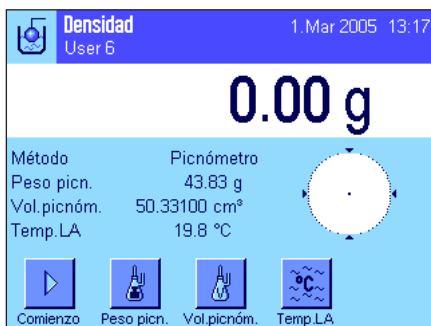 Densidad 1.Mar 2005 13:17
User 6
0.00 g
Método Picnómetro
Peso picn. 43.83 g
Vol.picnóm. 50.33100 cm³
Temp.LA 19.8 °C
°C
Comienzo Peso picn. Vol.picnóm. Temp.LA